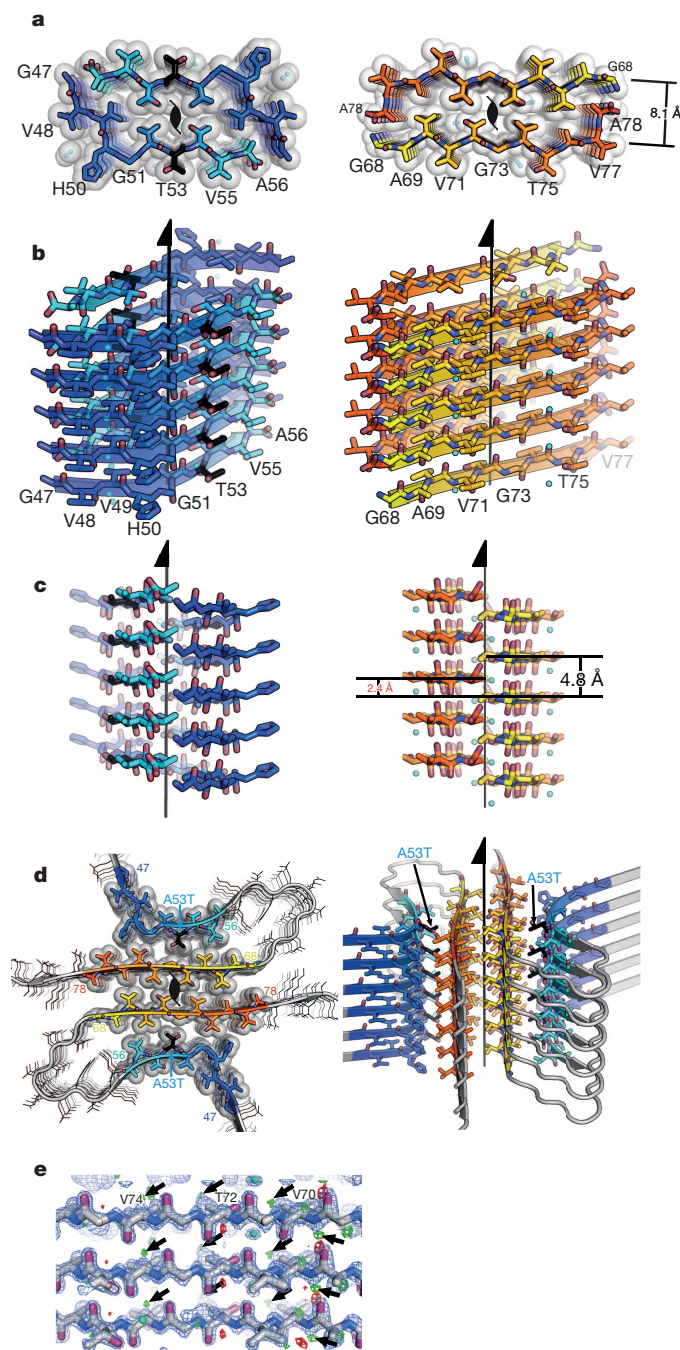 a
G47
V48
H50
G51
T53
V55
A56
G68
A78
8.1 Å
A78
G68
A69
V71
G73
T75
V77
b
A56
V55
T53
G47
V48
V49
H50
G51
V77
T75
G73
V71
A69
G68
c
2.4 Å
4.8 Å
d
47
A53T
56
68
78
78
68
56
A53T
47
A53T
A53T
e
V74
T72
V70